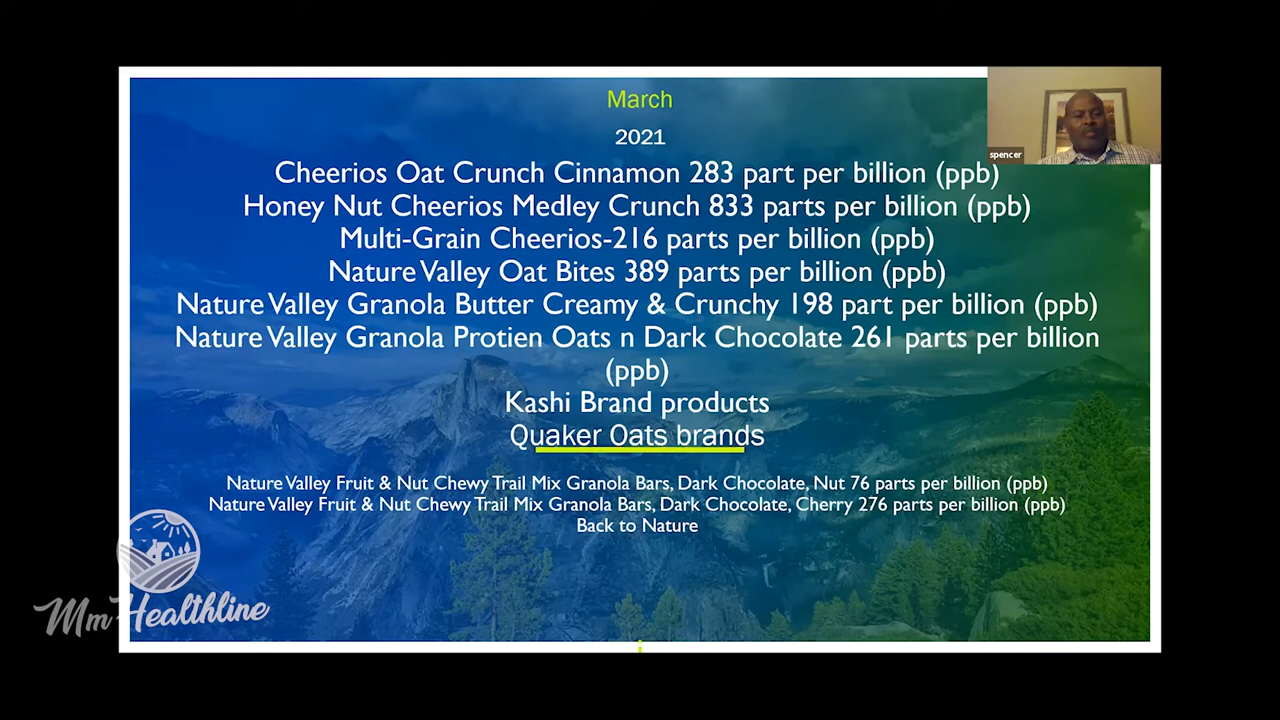 March
2021
Cheerios Oat Crunch Cinnamon 283 part per billion (ppb)
Honey Nut Cheerios Medley Crunch 833 parts per billion (ppb)
Multi-Grain Cheerios-216 parts per billion (ppb)
Nature Valley Oat Bites 389 parts per billion (ppb)
Nature Valley Granola Butter Creamy & Crunchy 198 part per billion (ppb)
Nature Valley Granola Protien Oats n Dark Chocolate 261 parts per billion
(ppb)
Kashi Brand products
Quaker Oats brands
Nature Valley Fruit & Nut Chewy Trail Mix Granola Bars, Dark Chocolate, Nut 76 parts per billion (ppb)
Nature Valley Fruit & Nut Chewy Trail Mix Granola Bars, Dark Chocolate, Cherry 276 parts per billion (ppb)
Back to Nature
spencer
Mm Healthline